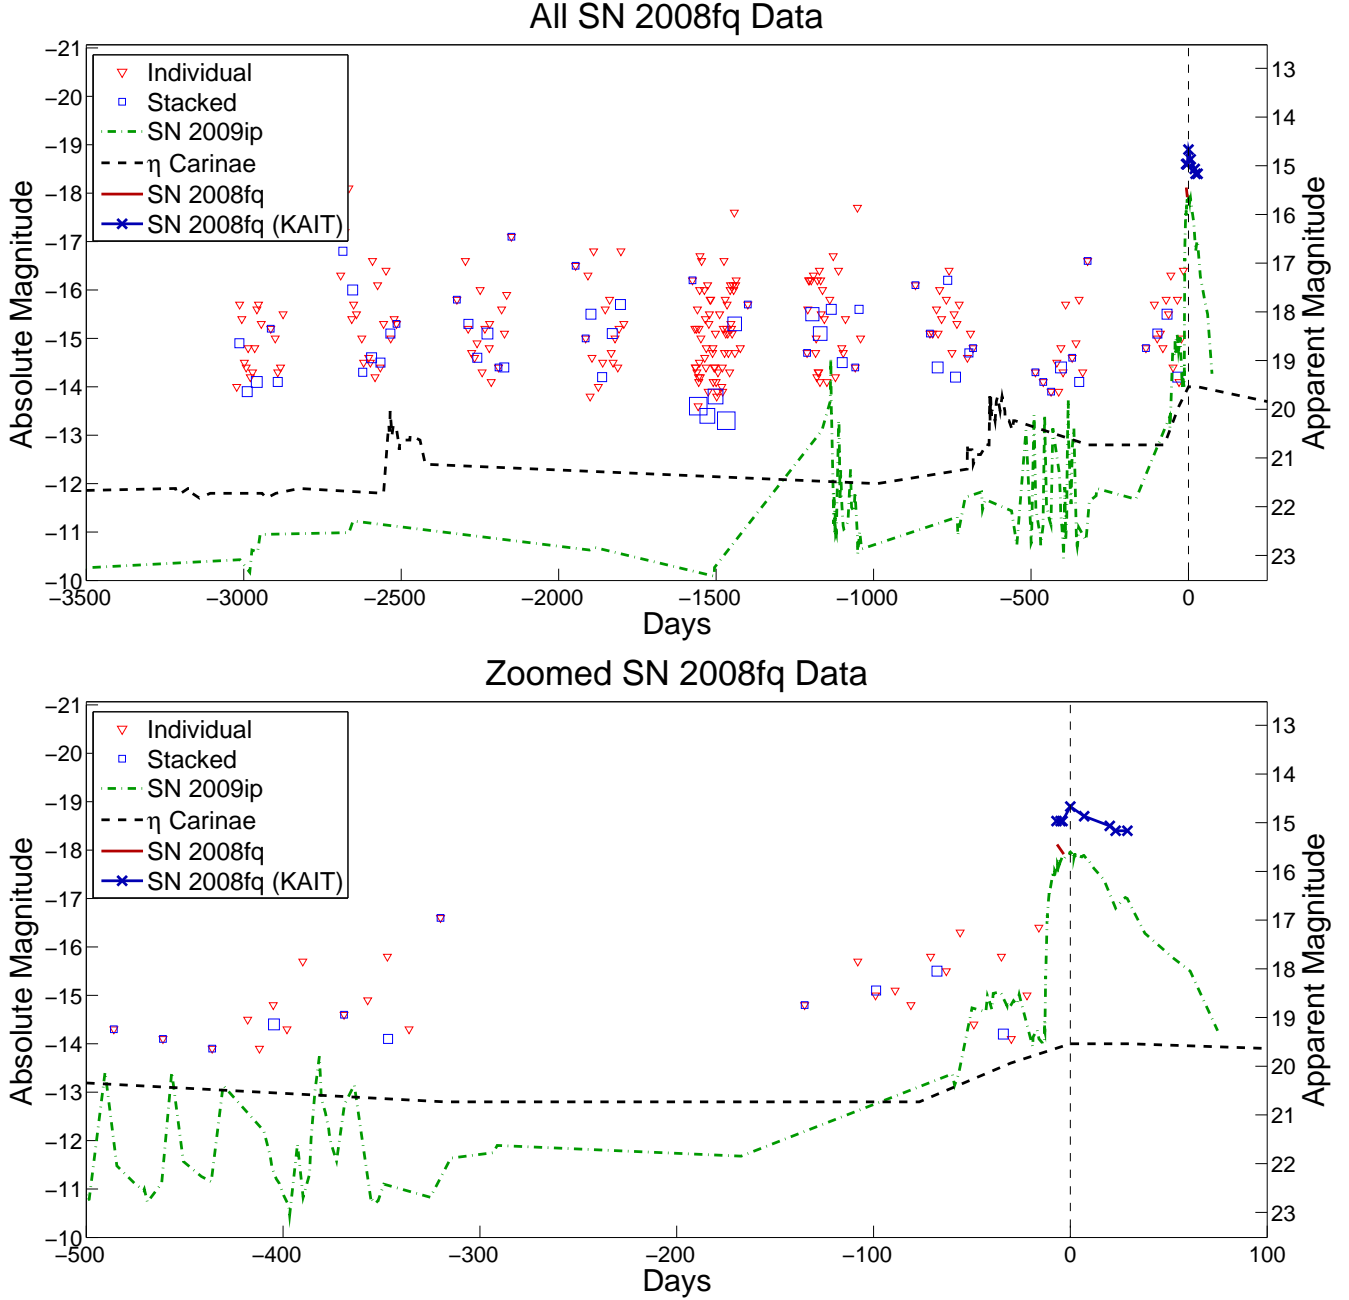 All SN 2008fq Data
−21
−20
−19
−18
−17
−16
−15
−14
−13
−12
−11
−10
Absolute Magnitude
Individual
Stacked
SN 2009ip
η Carinae
SN 2008fq
SN 2008fq (KAIT)
13
14
15
16
17
18
19
20
21
22
23
Apparent Magnitude
−3500 −3000 −2500 −2000 −1500 −1000 −500 0
Days
Zoomed SN 2008fq Data
−21
−20
−19
−18
−17
−16
−15
−14
−13
−12
−11
−10
Absolute Magnitude
Individual
Stacked
SN 2009ip
η Carinae
SN 2008fq
SN 2008fq (KAIT)
13
14
15
16
17
18
19
20
21
22
23
Apparent Magnitude
−500 −400 −300 −200 −100 0 100
Days